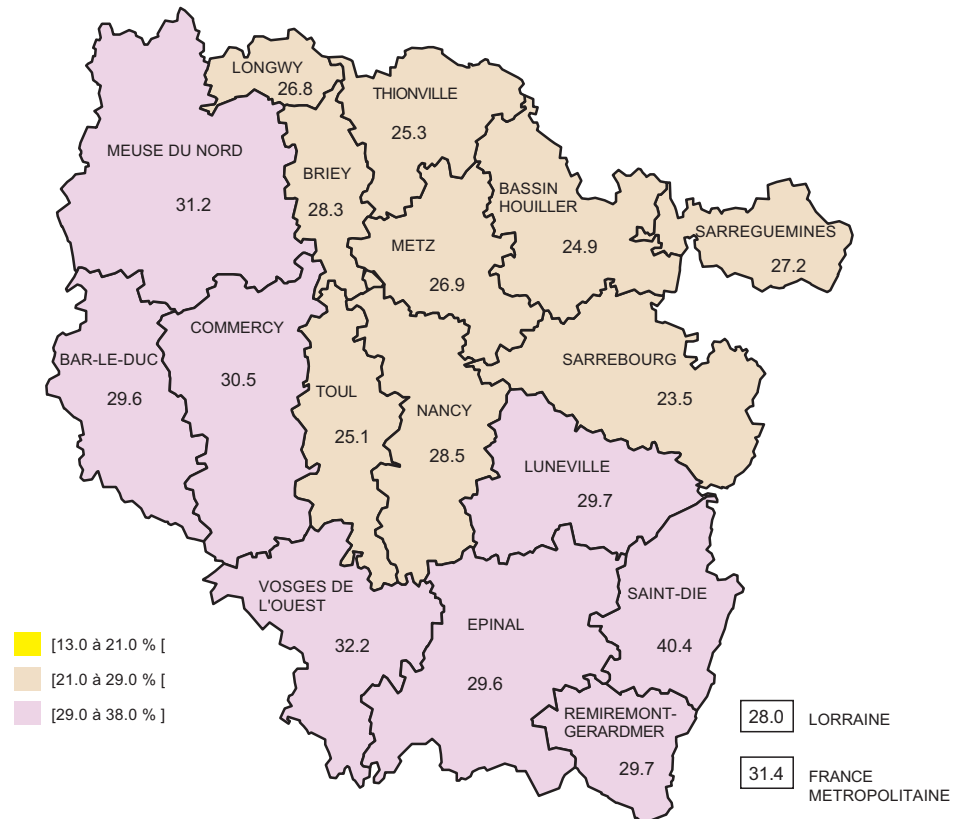 LONGWY
26.8
THIONVILLE
25.3
MEUSE DU NORD
31.2
BRIEY
28.3
BASSIN
HOUILLER
24.9
SARREGUEMINES
27.2
METZ
26.9
COMMERCY
30.5
BAR-LE-DUC
29.6
TOUL
25.1
NANCY
28.5
SARREBOURG
23.5
LUNEVILLE
29.7
VOSGES DE
L'OUEST
32.2
EPINAL
29.6
SAINT-DIE
40.4
REMIREMONT-
GERARDMER
29.7
[13.0 à 21.0 % [
[21.0 à 29.0 % [
[29.0 à 38.0 % ]
28.0 LORRAINE
31.4 FRANCE
METROPOLITAINE